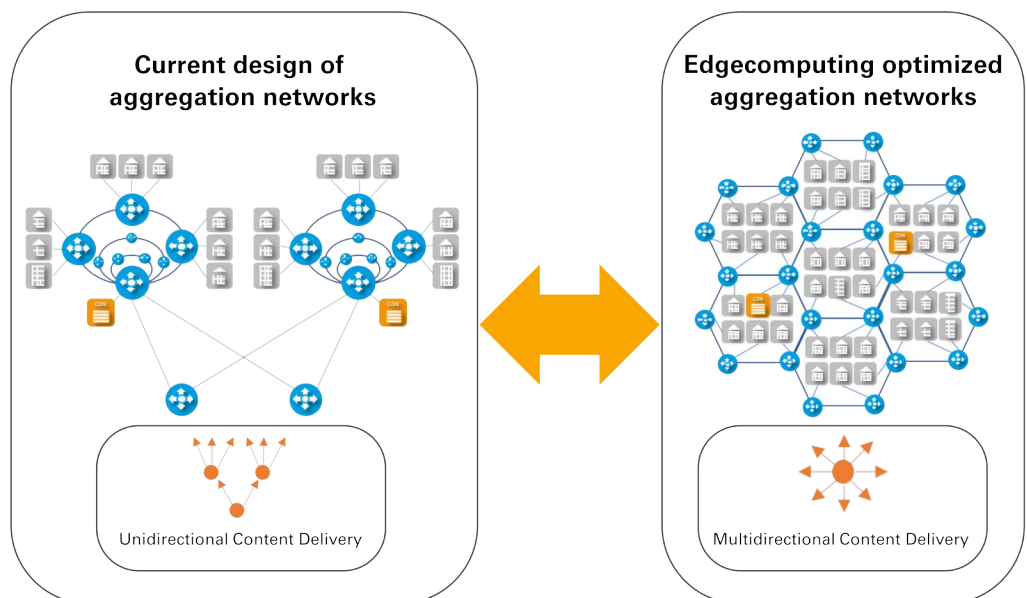 Current design of
aggregation networks
CDN
CDN
Unidirectional Content Delivery
Edgecomputing optimized
aggregation networks
CDN
CDN
Multidirectional Content Delivery